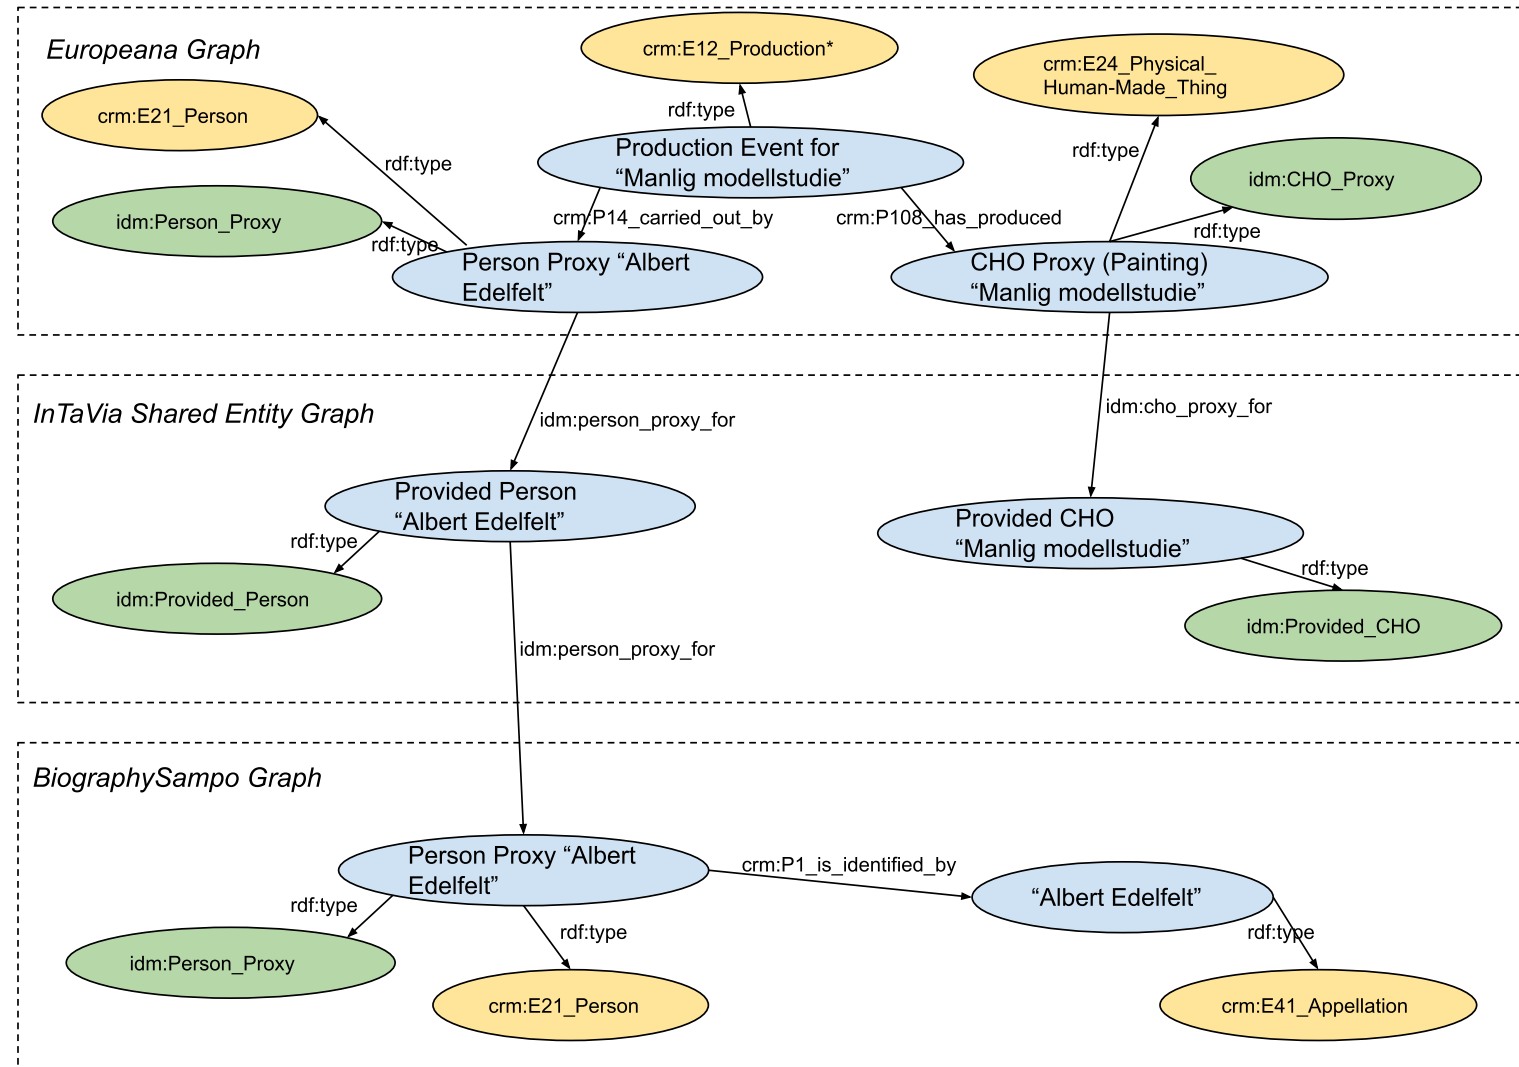 Europeana Graph
crm:E12_Production*
crm:E24_Physical_
Human-Made_Thing
crm:E21_Person
rdf:type
Production Event for
“Manlig modellstudie”
rdf:type
rdf:type
idm:CHO_Proxy
idm:Person_Proxy
crm:P14_carried_out_by
crm:P108_has_produced
rdf:type
rdf:type
Person Proxy “Albert
Edelfelt”
CHO Proxy (Painting)
“Manlig modellstudie”
InTaVia Shared Entity Graph
idm:person_proxy_for
idm:cho_proxy_for
Provided Person
“Albert Edelfelt”
Provided CHO
“Manlig modellstudie”
rdf:type
rdf:type
idm:Provided_Person
idm:Provided_CHO
idm:person_proxy_for
BiographySampo Graph
Person Proxy “Albert
Edelfelt”
crm:P1_is_identified_by
“Albert Edelfelt”
rdf:type
rdf:type
rdf:type
idm:Person_Proxy
crm:E21_Person
crm:E41_Appellation